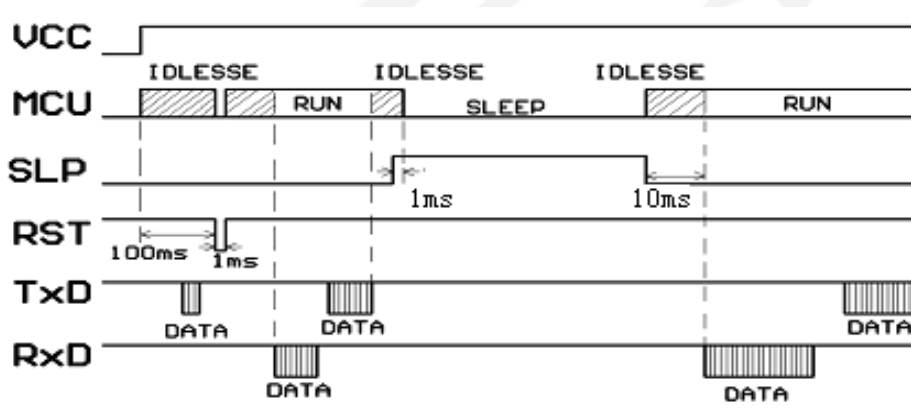 VCC
IDLESSE IDLESSE IDLESSE
MCU RUN SLEEP RUN
SLP
1ms 10ms
RST
100ms 1ms
TxD
DATA DATA DATA
RxD
DATA DATA